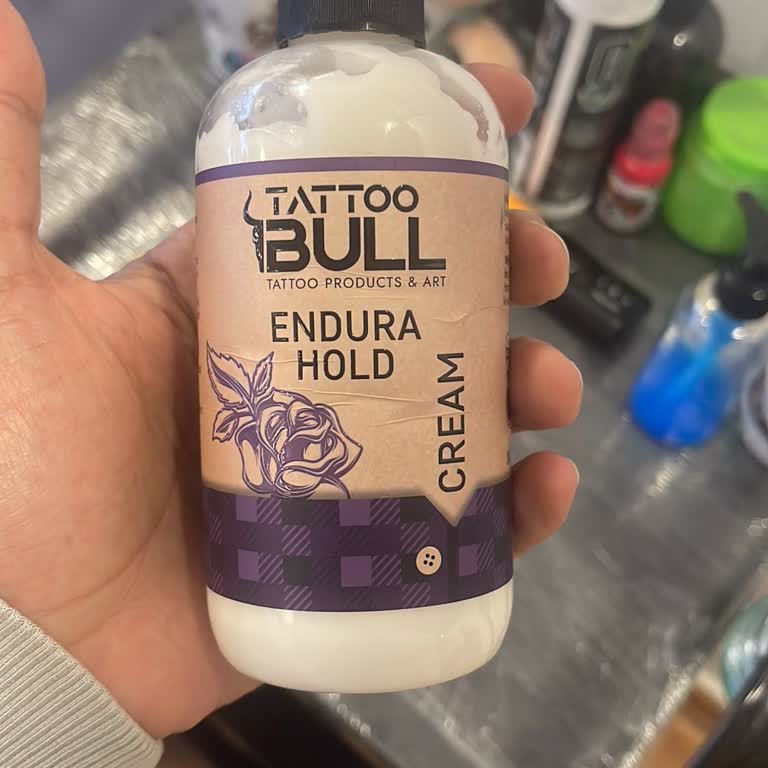 TATTOO
BULL
TATTOO PRODUCTS & ART
ENDURA
HOLD
CREAM